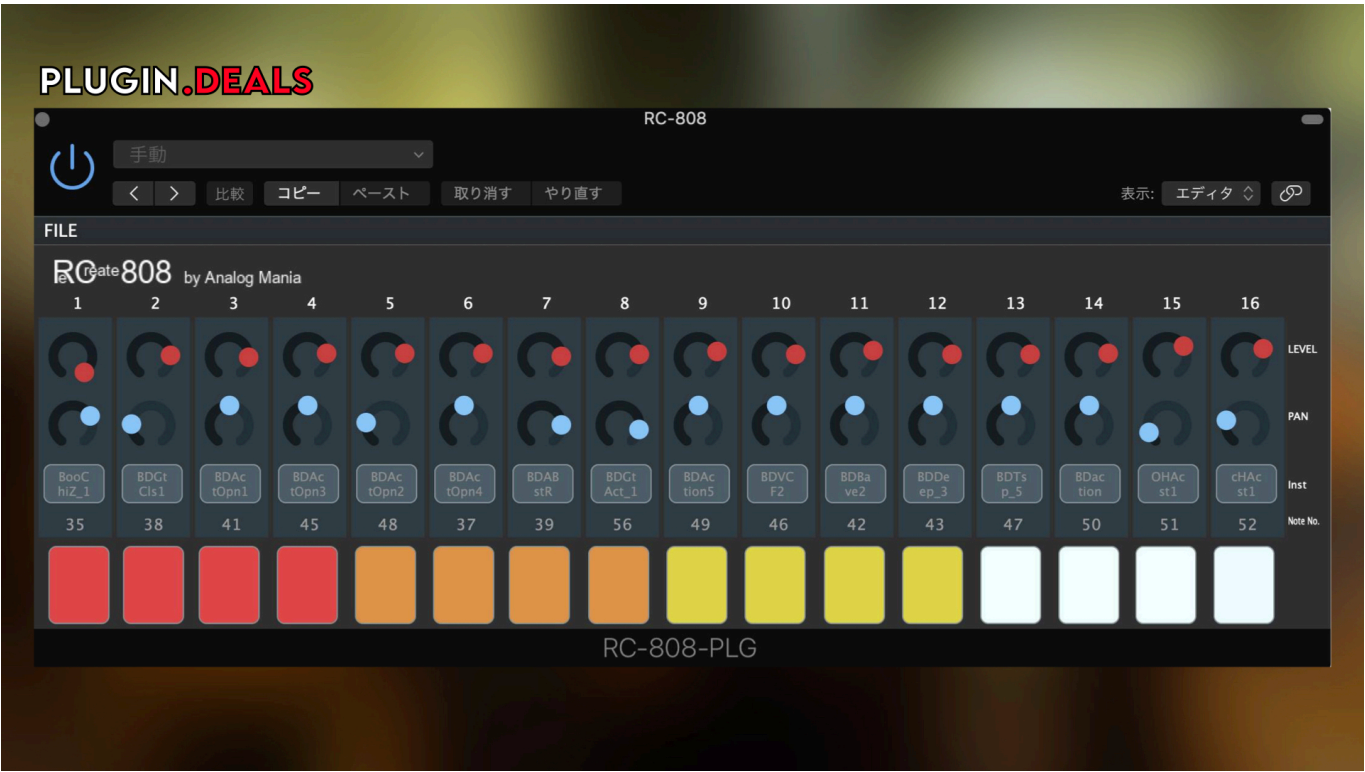 PLUGIN.DEALS
RC-808
手動
比較 コピー ペースト 取り消す やり直す 表示: エディタ
FILE
ReCreate808 by Analog Mania
1 2 3 4 5 6 7 8 9 10 11 12 13 14 15 16
LEVEL
PAN
BooC BDGt BDAc BDAc BDAc BDAc BDAB BDGt BDAc BDVC BDBa BDDe BDTs BDac OHAc cHAc
hiZ_1 Cls1 tOpn1 tOpn3 tOpn2 tOpn4 stR Act_1 tion5 F2 ve2 ep_3 p_5 tion st1 st1 Inst
35 38 41 45 48 37 39 56 49 46 42 43 47 50 51 52 Note No.
RC-808-PLG